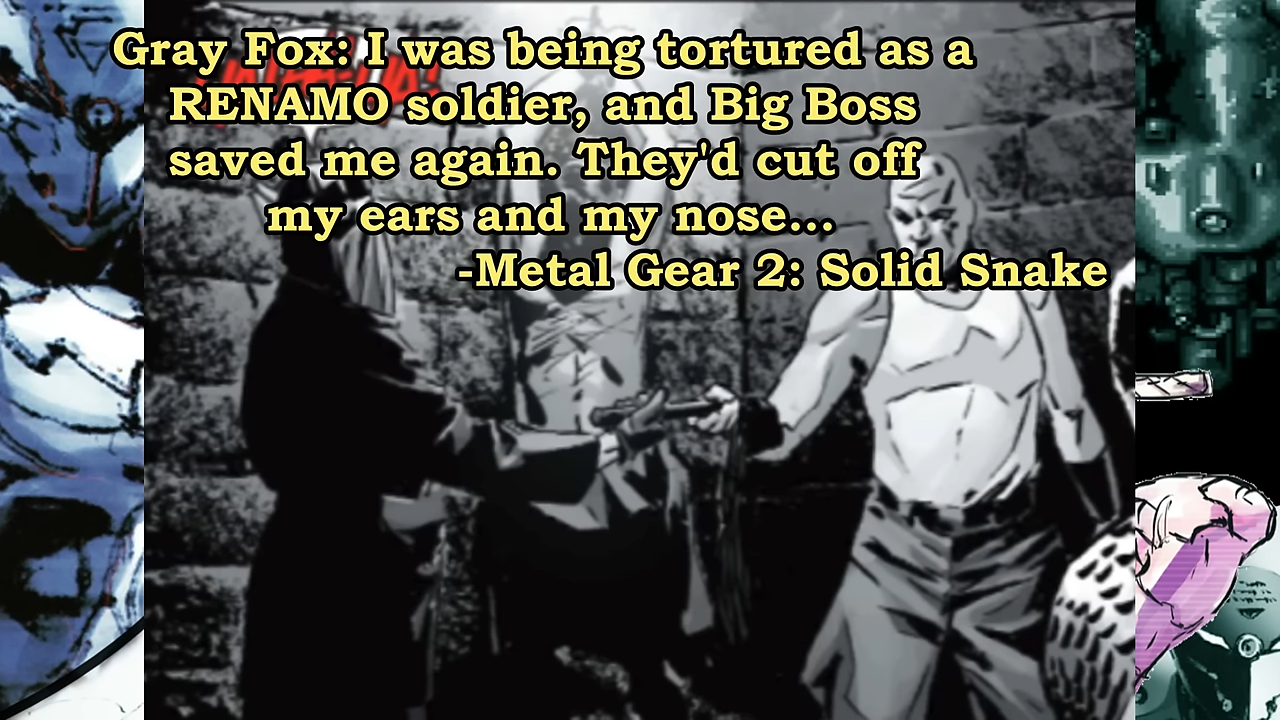 Gray Fox: I was being tortured as a
RENAMO soldier, and Big Boss
saved me again. They'd cut off
my ears and my nose...
-Metal Gear 2: Solid Snake